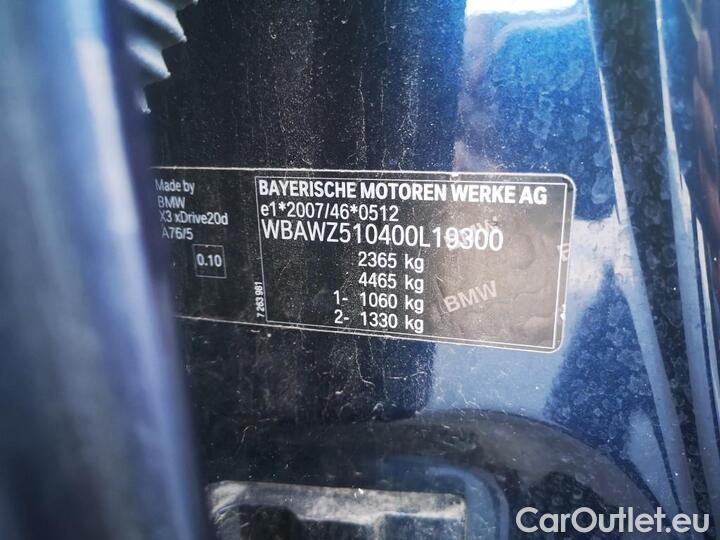 Made by
BMW
X3 xDrive20d
A76/5
0.10
7 263 981
BAYERISCHE MOTOREN WERKE AG
e1*2007/46*0512
WBAWZ510400L19300
2365 kg
4465 kg
1- 1060 kg
2- 1330 kg
BMW
CarOutlet.eu